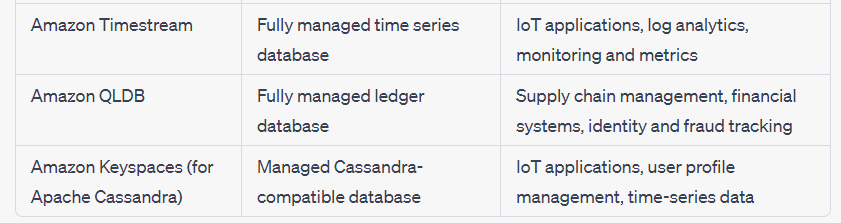 Amazon Timestream
Fully managed time series
database
IoT applications, log analytics,
monitoring and metrics
Amazon QLDB
Fully managed ledger
database
Supply chain management, financial
systems, identity and fraud tracking
Amazon Keyspaces (for
Apache Cassandra)
Managed Cassandra-
compatible database
IoT applications, user profile
management, time-series data